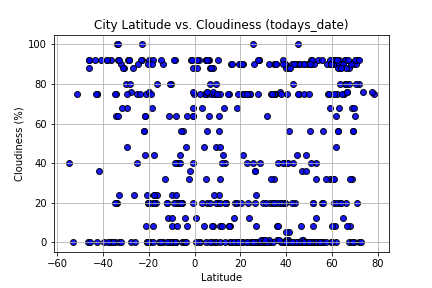 City Latitude vs. Cloudiness (todays_date)
100
80
60
40
20
0
Cloudiness (%)
−60 −40 −20 0 20 40 60 80
Latitude